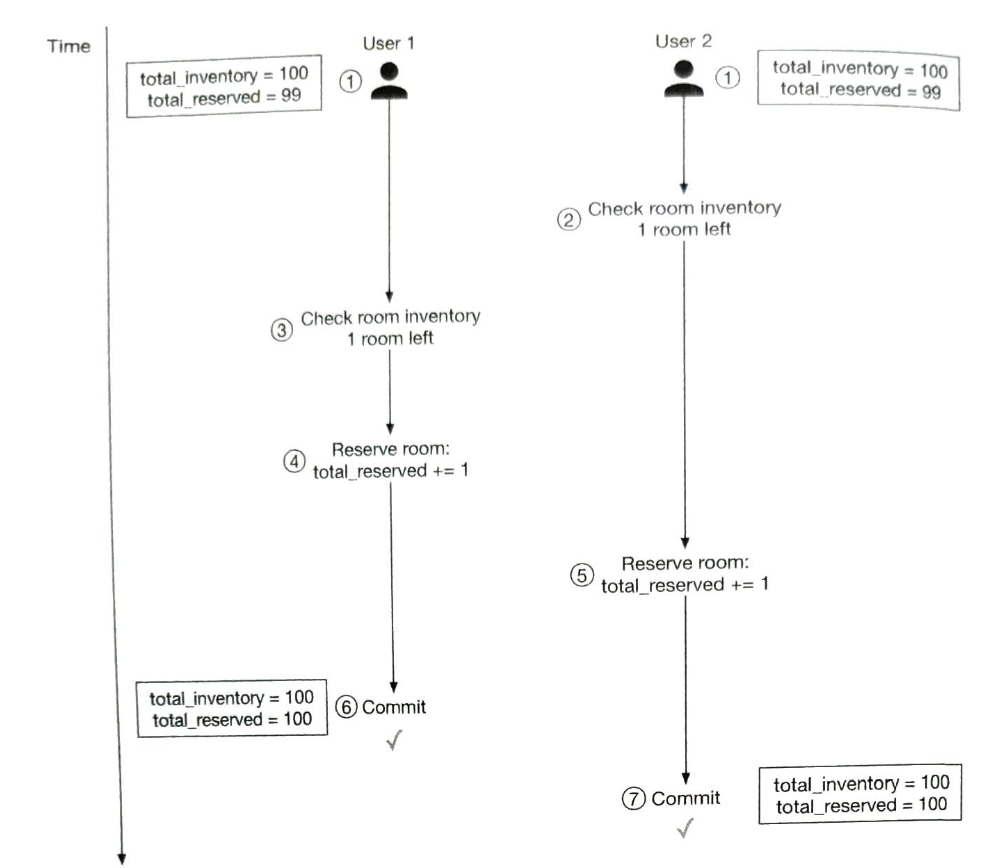 Time
User 1
User 2
total_inventory = 100
total_reserved = 99
1
1
total_inventory = 100
total_reserved = 99
2
Check room inventory
1 room left
3
Check room inventory
1 room left
4
Reserve room:
total_reserved += 1
5
Reserve room:
total_reserved += 1
total_inventory = 100
total_reserved = 100
6
Commit
7
Commit
total_inventory = 100
total_reserved = 100